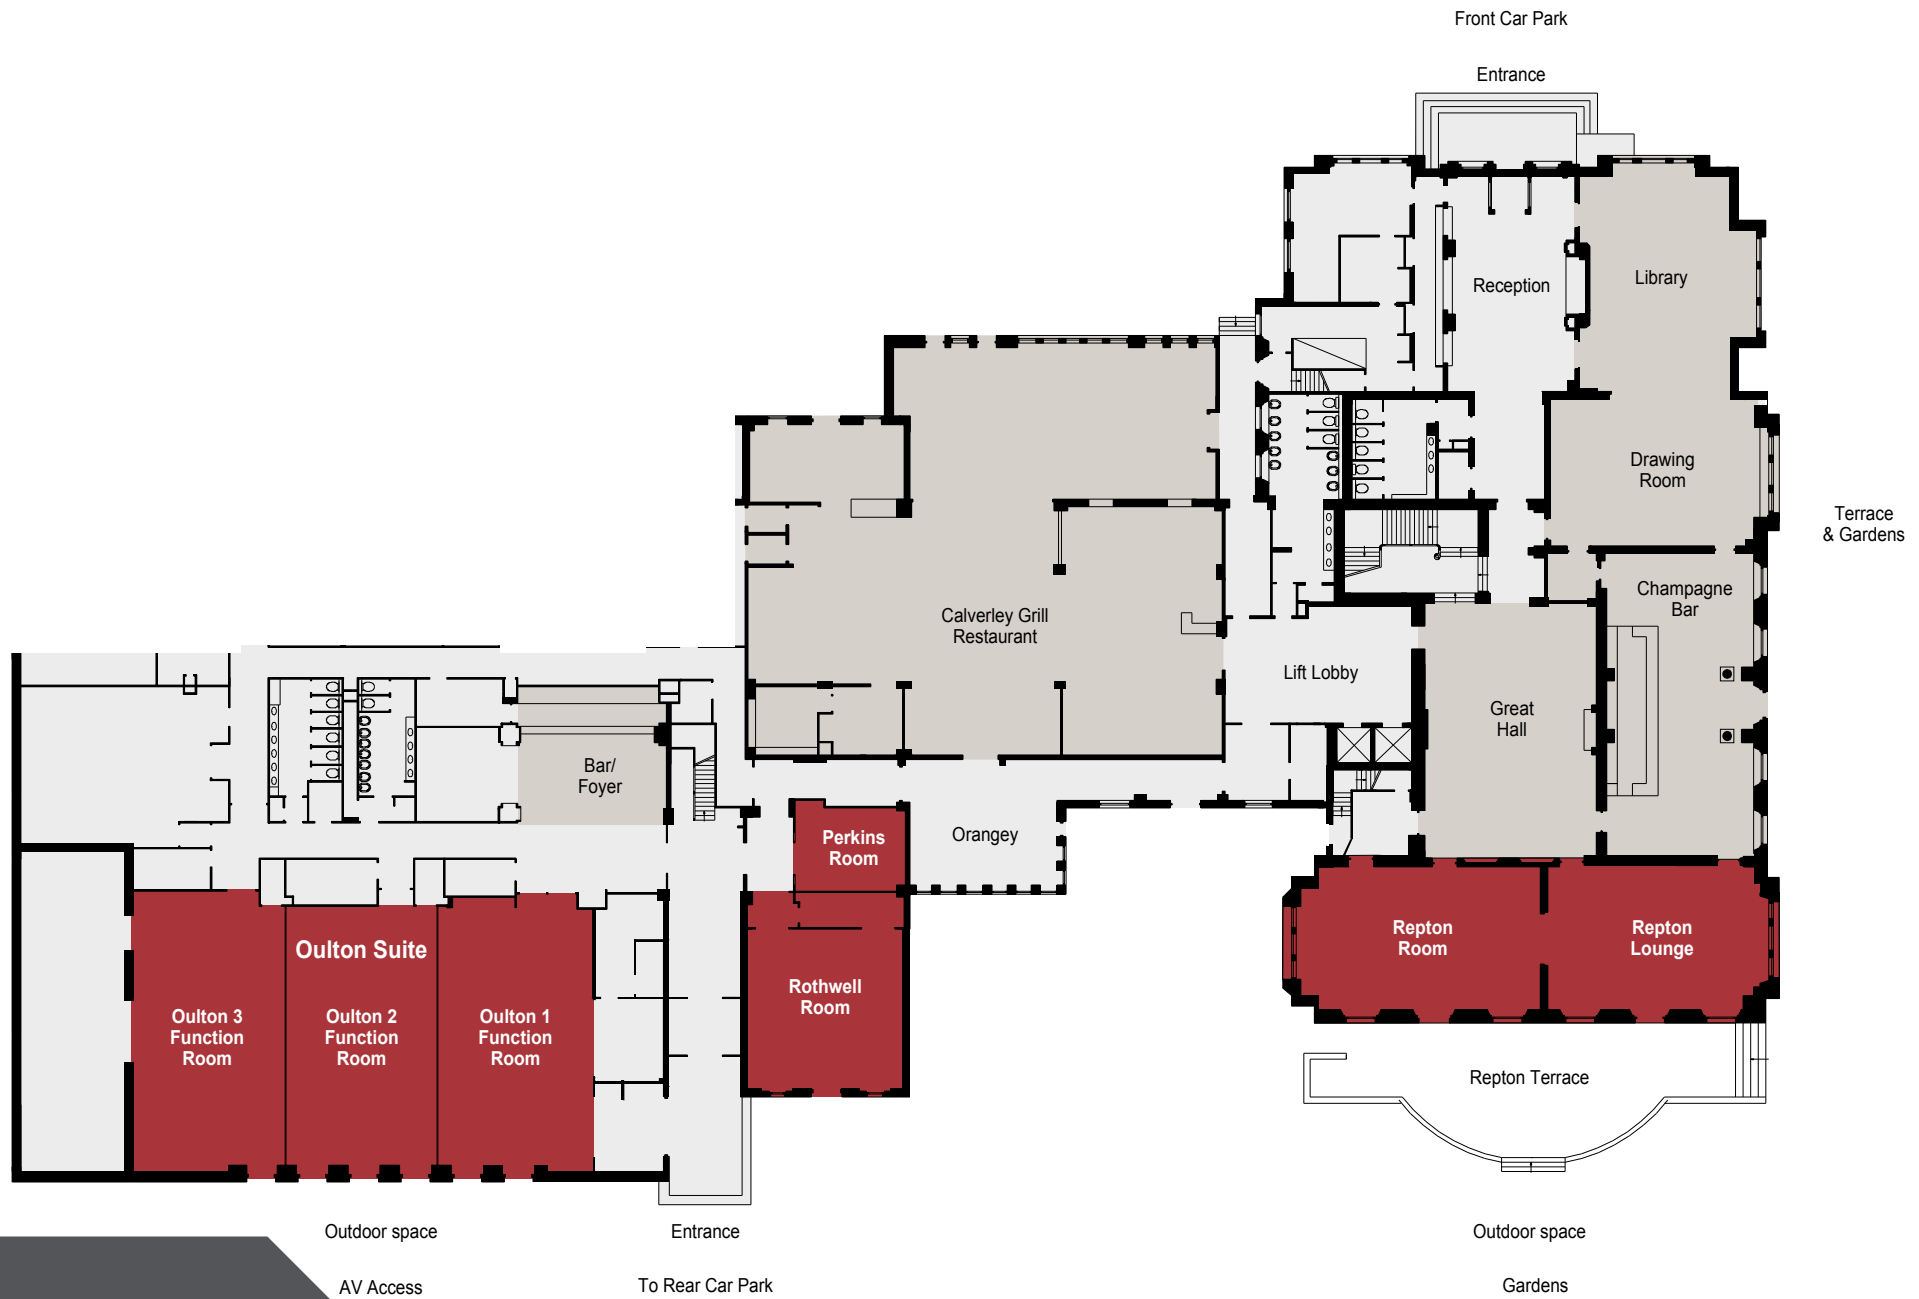 Front Car Park
Entrance
Reception
Library
Drawing
Room
Terrace
& Gardens
Champagne
Bar
Calverley Grill
Restaurant
Lift Lobby
Great
Hall
Bar/
Foyer
Perkins
Room
Orangey
Repton
Room
Repton
Lounge
Oulton Suite
Rothwell
Room
Oulton 3
Function
Room
Oulton 2
Function
Room
Oulton 1
Function
Room
Repton Terrace
Outdoor space
AV Access
Entrance
To Rear Car Park
Outdoor space
Gardens